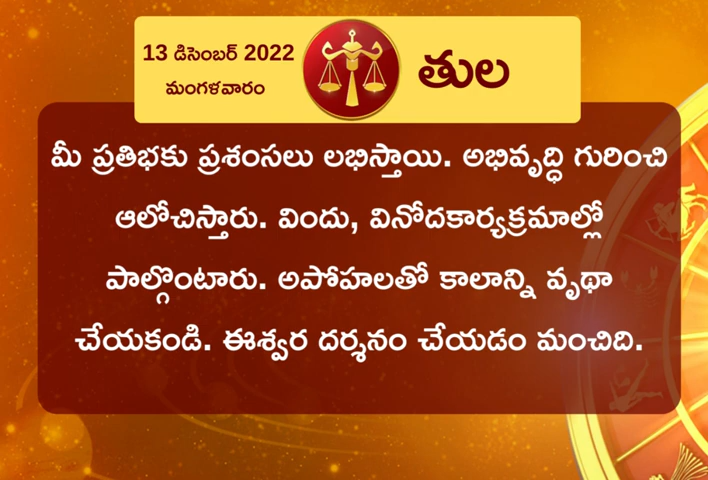 13 డిసెంబర్ 2022
మంగళవారం
తుల
మీ ప్రతిభకు ప్రశంసలు లభిస్తాయి. అభివృద్ధి గురించి
ఆలోచిస్తారు. విందు, వినోదకార్యక్రమాల్లో
పాల్గొంటారు. అపోహలతో కాలాన్ని వృథా
చేయకండి. ఈశ్వర దర్శనం చేయడం మంచిది.